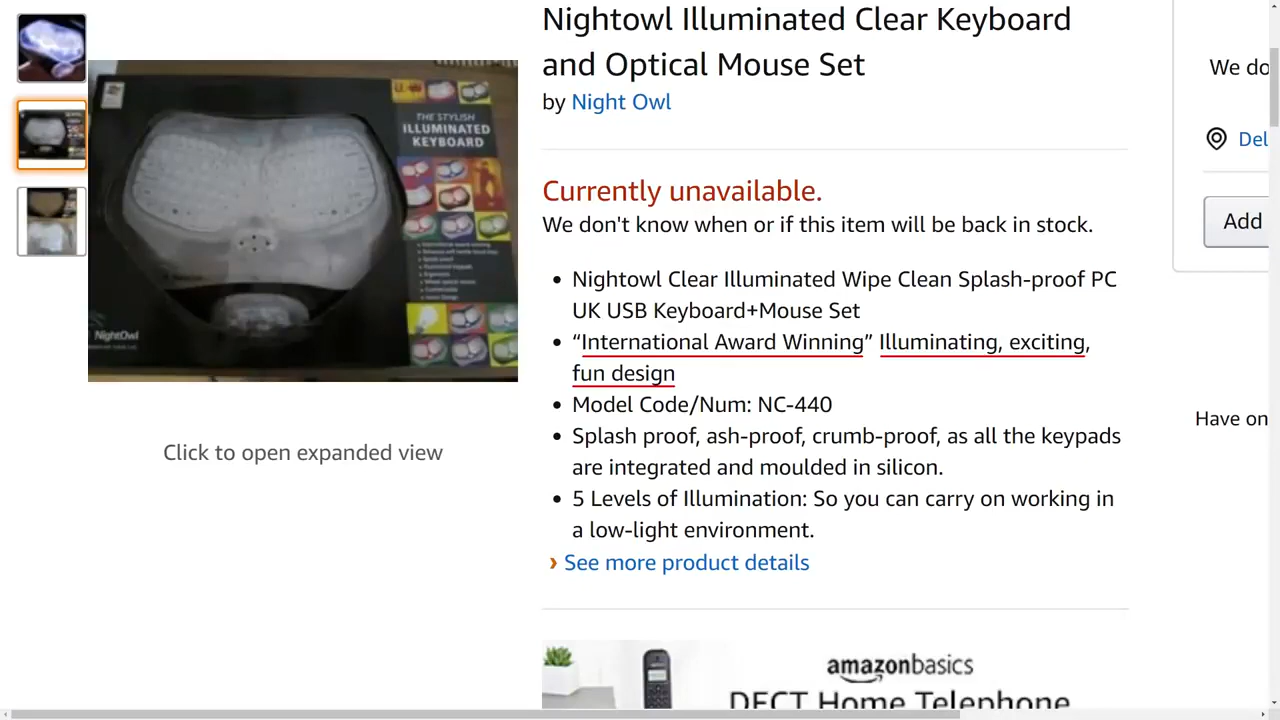 Nightowl Illuminated Clear Keyboard
and Optical Mouse Set
by Night Owl
Currently unavailable.
We don't know when or if this item will be back in stock.
• Nightowl Clear Illuminated Wipe Clean Splash-proof PC
UK USB Keyboard+Mouse Set
• “International Award Winning” Illuminating, exciting,
fun design
• Model Code/Num: NC-440
• Splash proof, ash-proof, crumb-proof, as all the keypads
are integrated and moulded in silicon.
• 5 Levels of Illumination: So you can carry on working in
a low-light environment.
› See more product details
THE STYLISH
ILLUMINATED
KEYBOARD
NightOwl
Click to open expanded view
We do
Del
Add
Have on
amazonbasics
DECT Home Telephone